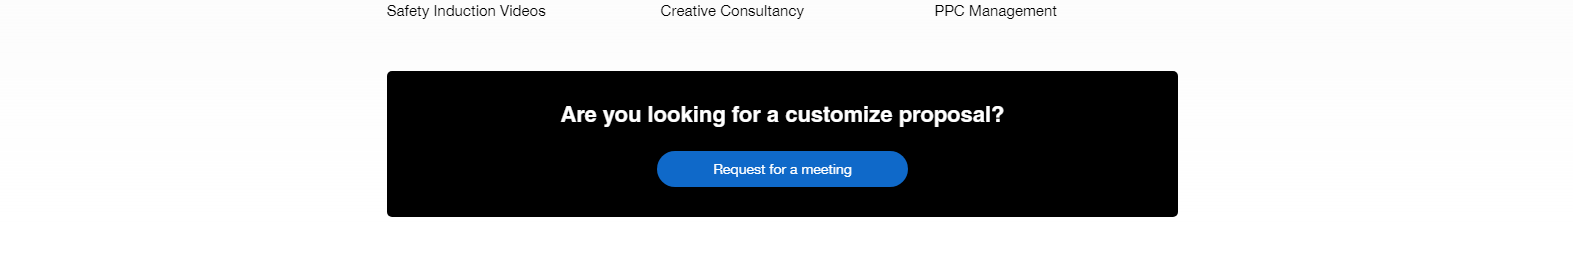 Safety Induction Videos Creative Consultancy PPC Management
Are you looking for a customize proposal?
Request for a meeting